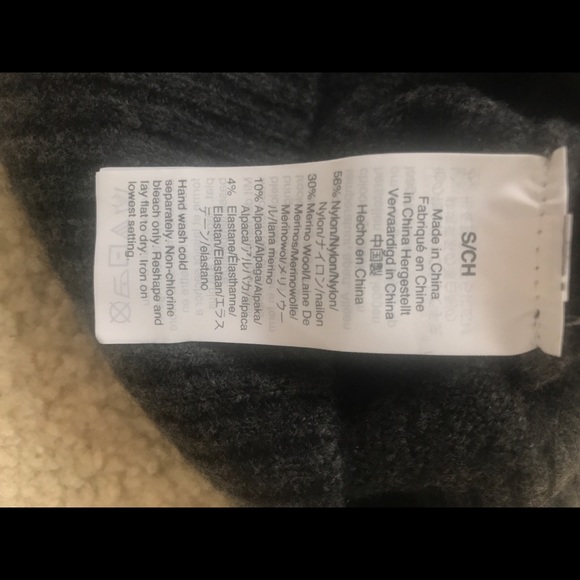 S/CH
Made in China
Fabriqué en Chine
in China Hergestellt
Vervaardigd in China
中国製
Hecho en China
56% Nylon/Nylon/Nylon/
Nylon/ナイロン/nailon
30% Merino Wool/Laine De
Merinos/Merinowolle/
Merinowol/メリノウー
ル/lana merino
10% Alpaca/Alpaga/Alpaka/
Alpaca/アルパカ/alpaca
4% Elastane/Élasthanne/
Elastan/Elastaan/エラス
テーン/elastano
Hand wash cold
separately. Non-chlorine
bleach only. Reshape and
lay flat to dry. Iron on
lowest setting.